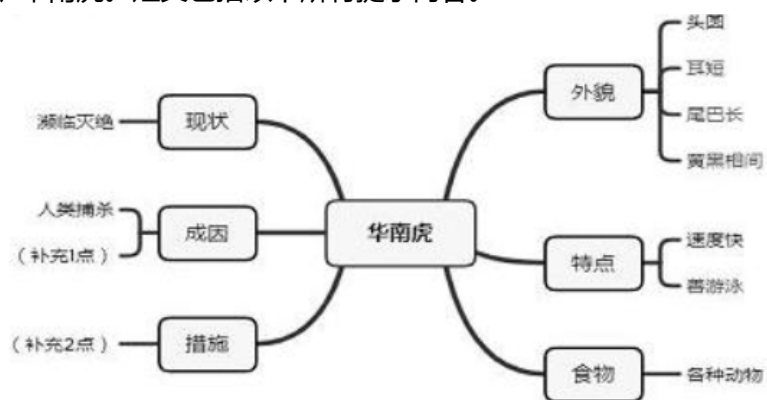 头圆
外貌
耳短
尾巴长
黄黑相间
濒临灭绝
现状
人类捕杀
成因
(补充1点)
华南虎
特点
速度快
善游泳
(补充2点)
措施
食物
各种动物